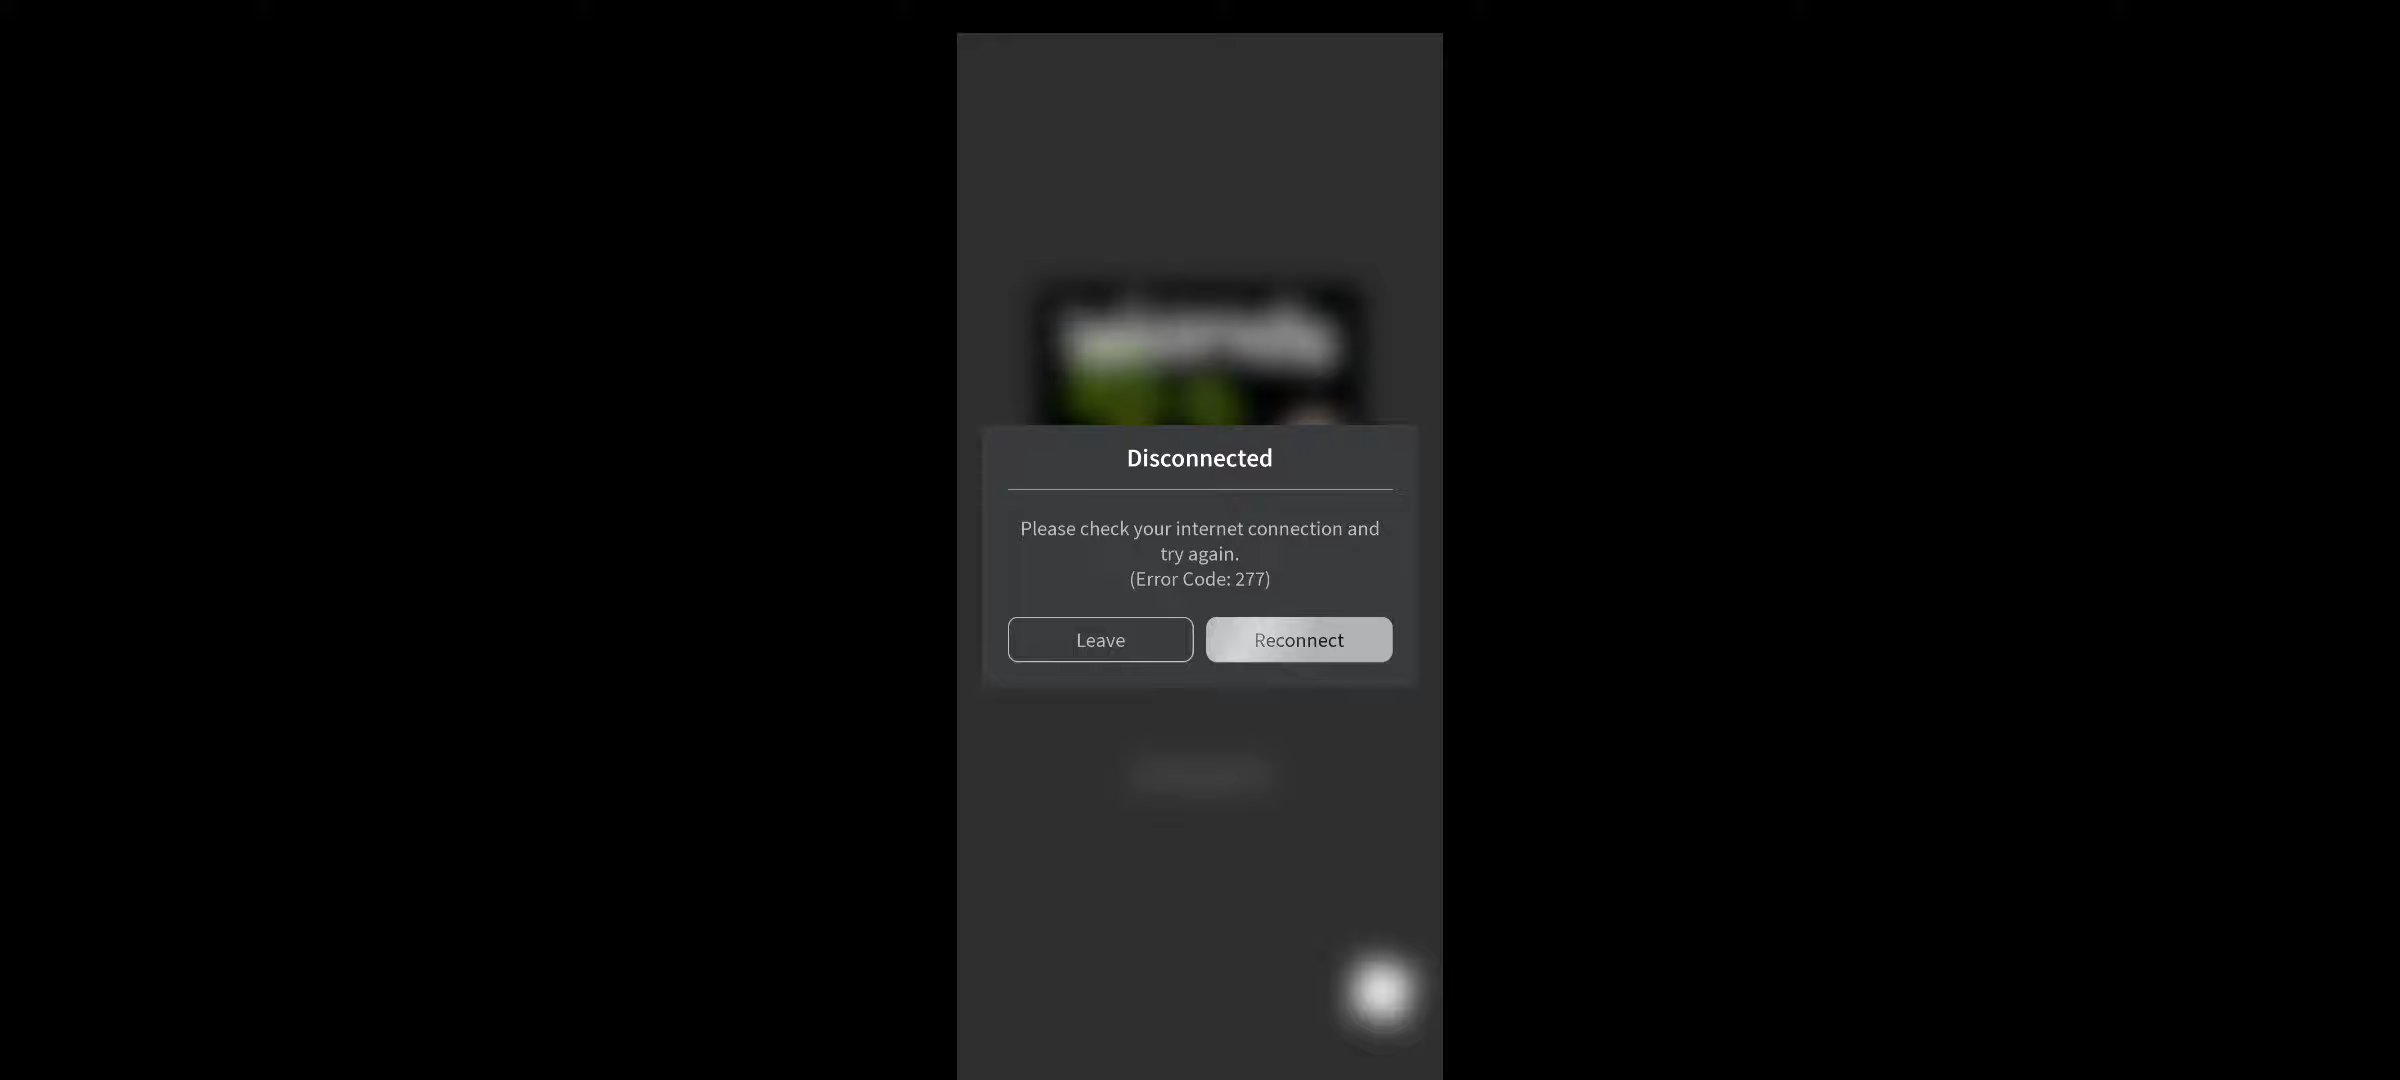 Disconnected
Please check your internet connection and
try again.
(Error Code: 277)
Leave
Reconnect